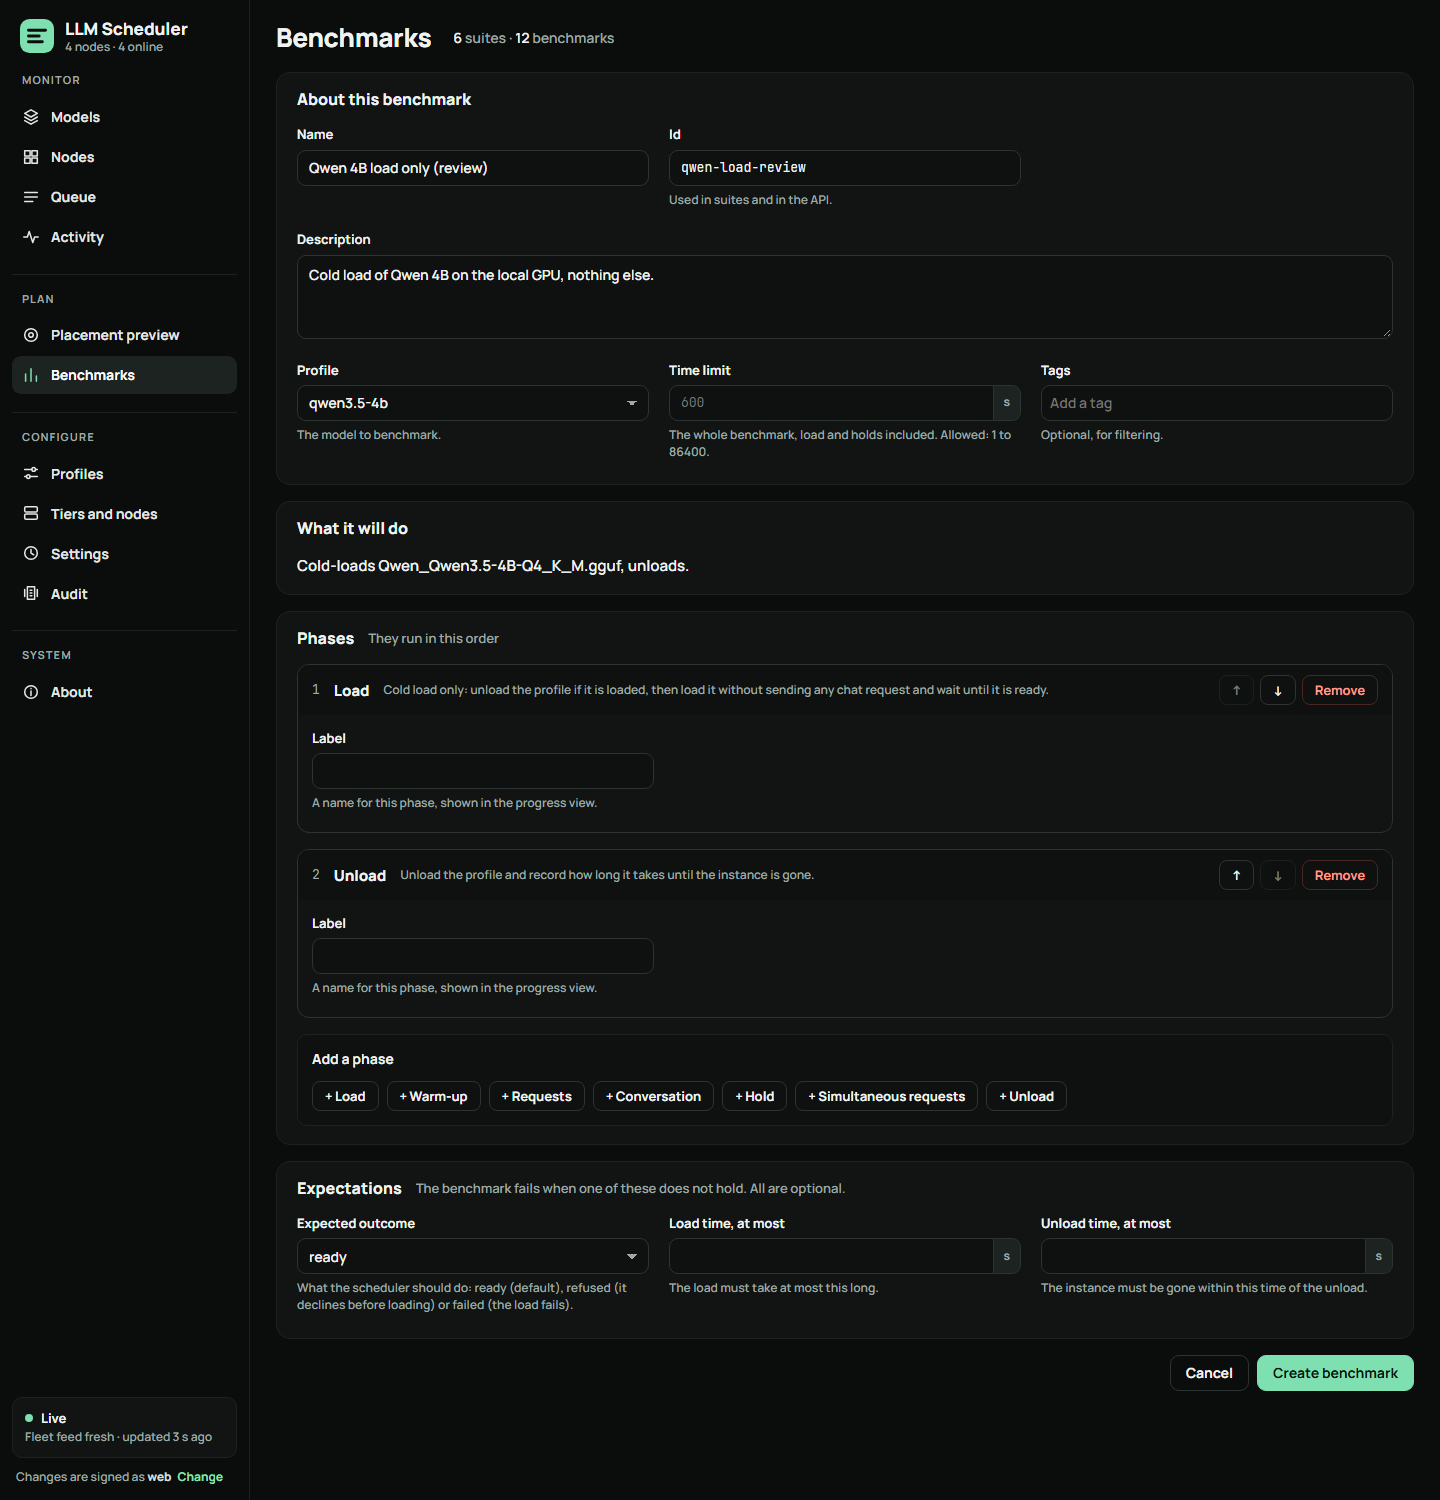 LLM Scheduler
4 nodes · 4 online
MONITOR
Models
Nodes
Queue
Activity
PLAN
Placement preview
Benchmarks
CONFIGURE
Profiles
Tiers and nodes
Settings
Audit
SYSTEM
About
Live
Fleet feed fresh · updated 3 s ago
Changes are signed as web Change
Benchmarks 6 suites · 12 benchmarks
About this benchmark
Name
Qwen 4B load only (review)
Id
qwen-load-review
Used in suites and in the API.
Description
Cold load of Qwen 4B on the local GPU, nothing else.
Profile
qwen3.5-4b
The model to benchmark.
Time limit
600 s
The whole benchmark, load and holds included. Allowed: 1 to
86400.
Tags
Add a tag
Optional, for filtering.
What it will do
Cold-loads Qwen_Qwen3.5-4B-Q4_K_M.gguf, unloads.
Phases They run in this order
1 Load Cold load only: unload the profile if it is loaded, then load it without sending any chat request and wait until it is ready. ↑ ↓ Remove
Label
A name for this phase, shown in the progress view.
2 Unload Unload the profile and record how long it takes until the instance is gone. ↑ ↓ Remove
Label
A name for this phase, shown in the progress view.
Add a phase
+ Load + Warm-up + Requests + Conversation + Hold + Simultaneous requests + Unload
Expectations The benchmark fails when one of these does not hold. All are optional.
Expected outcome
ready
What the scheduler should do: ready (default), refused (it
declines before loading) or failed (the load fails).
Load time, at most
s
The load must take at most this long.
Unload time, at most
s
The instance must be gone within this time of the unload.
Cancel Create benchmark